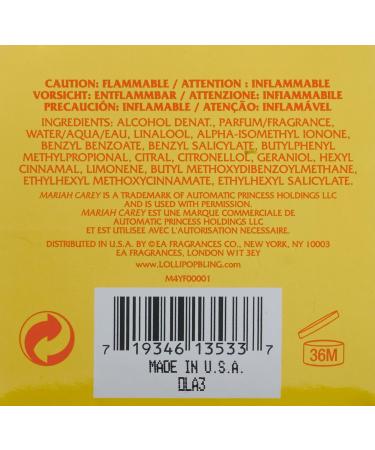 CAUTION: FLAMMABLE / ATTENTION : INFLAMMABLE
VORSICHT: ENTFLAMMBAR / ATTENZIONE: INFIAMMABILE
PRECAUCIÓN: INFLAMABLE / ATENÇÃO: INFLAMÁVEL
INGREDIENTS: ALCOHOL DENAT., PARFUM/FRAGRANCE,
WATER/AQUA/EAU, LINALOOL, ALPHA-ISOMETHYL IONONE,
BENZYL BENZOATE, BENZYL SALICYLATE, BUTYLPHENYL
METHYLPROPIONAL, CITRAL, CITRONELLOL, GERANIOL, HEXYL
CINNAMAL, LIMONENE, BUTYL METHOXYDIBENZOYLMETHANE,
ETHYLHEXYL METHOXYCINNAMATE, ETHYLHEXYL SALICYLATE.
MARIAH CAREY IS A TRADEMARK OF AUTOMATIC PRINCESS HOLDINGS LLC
AND IS USED WITH PERMISSION.
MARIAH CAREY EST UNE MARQUE COMMERCIALE DE
AUTOMATIC PRINCESS HOLDINGS LLC
ET EST UTILISEE AVEC L'AUTORISATION NECESSAIRE.
DISTRIBUTED IN U.S.A. BY ©EA FRAGRANCES CO., NEW YORK, NY 10003
EA FRAGRANCES, LONDON W1T 3EY
WWW.LOLLIPOPBLING.COM
M4YF00001
7 19346 13533 7
MADE IN U.S.A.
DLA3
36M